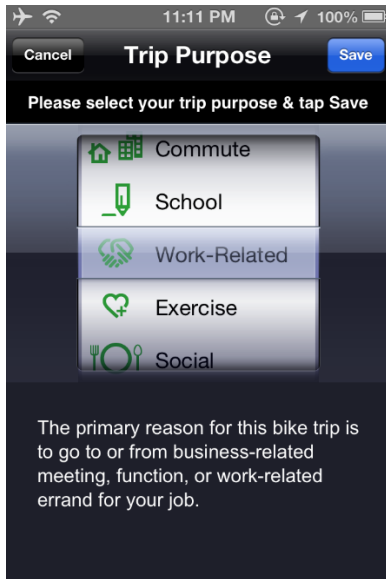 11:11 PM 100%
Cancel Trip Purpose Save
Please select your trip purpose & tap Save
Commute
School
Work-Related
Exercise
Social
The primary reason for this bike trip is
to go to or from business-related
meeting, function, or work-related
errand for your job.